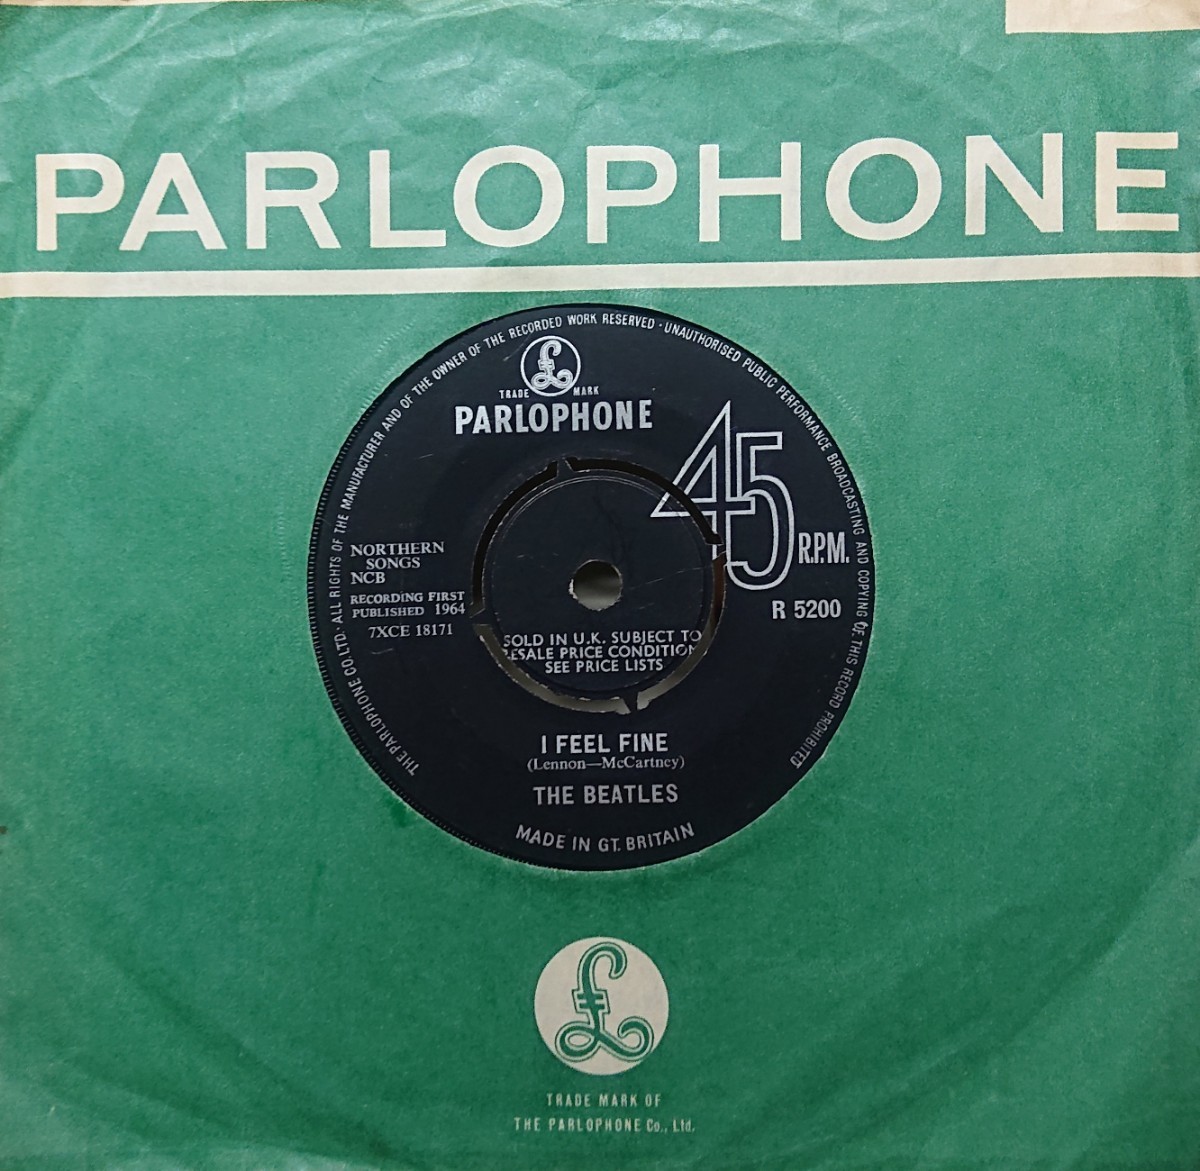 PARLOPHONE
THE PARLOPHONE CO.LTD· ALL RIGHTS OF THE MANUFACTURER AND OF THE OWNER OF THE RECORDED WORK RESERVED · UNAUTHORISED PUBLIC PERFORMANCE BROADCASTING AND COPYING OF THIS RECORD PROHIBITED
£
TRADE MARK
PARLOPHONE
45
R.P.M.
R 5200
NORTHERN
SONGS
NCB
RECORDING FIRST
PUBLISHED 1964
7XCE 18171
SOLD IN U.K. SUBJECT TO
RESALE PRICE CONDITION
SEE PRICE LISTS
I FEEL FINE
(Lennon—McCartney)
THE BEATLES
MADE IN GT. BRITAIN
£
TRADE MARK OF
THE PARLOPHONE Co., Ltd.